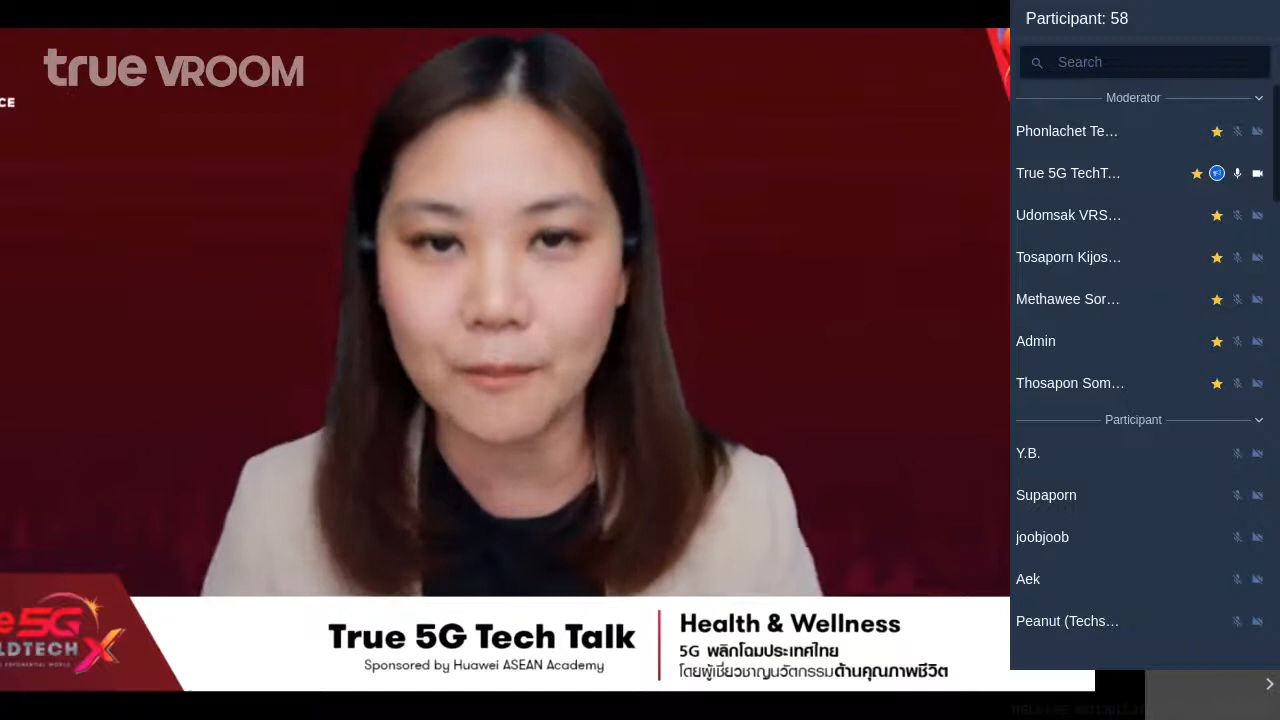 true VROOM
CE
Participant: 58
Search
Moderator
Phonlachet Te...
True 5G TechT...
Udomsak VRS...
Tosaporn Kijos...
Methawee Sor...
Admin
Thosapon Som...
Participant
Y.B.
Supaporn
joobjoob
Aek
Peanut (Techs...
e 5G
LDTECH X
True 5G Tech Talk
Sponsored by Huawei ASEAN Academy
Health & Wellness
5G พลิกโฉมประเทศไทย
โดยผู้เชี่ยวชาญนวัตกรรมด้านคุณภาพชีวิต